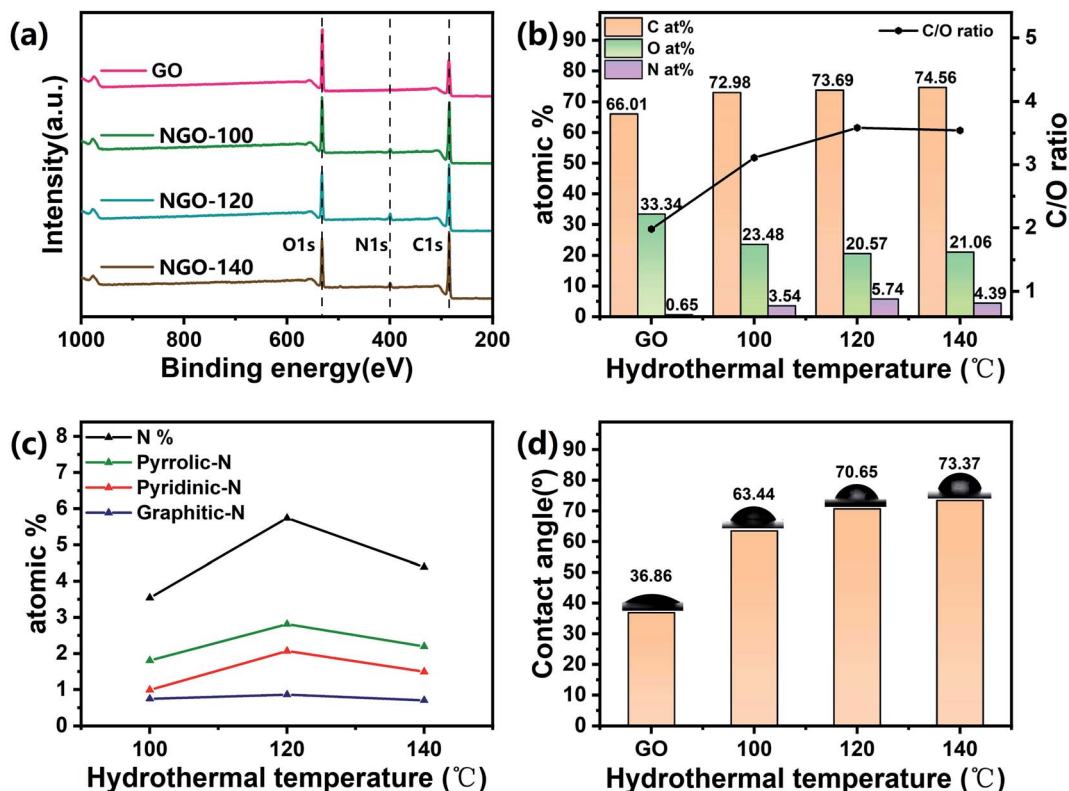 (a)
GO
NGO-100
NGO-120
NGO-140
O1s
N1s
C1s
Intensity(a.u.)
1000
800
600
400
200
Binding energy(eV)
(b)
C at%
O at%
N at%
C/O ratio
90
80
70
60
50
40
30
20
10
0
atomic %
5
4
3
2
1
C/O ratio
66.01
33.34
0.65
72.98
23.48
3.54
73.69
20.57
5.74
74.56
21.06
4.39
GO
100
120
140
Hydrothermal temperature (℃)
(c)
N %
Pyrrolic-N
Pyridinic-N
Graphitic-N
8
7
6
5
4
3
2
1
0
atomic %
100
120
140
Hydrothermal temperature (℃)
(d)
90
80
70
60
50
40
30
20
10
0
Contact angle(º)
36.86
63.44
70.65
73.37
GO
100
120
140
Hydrothermal temperature (℃)